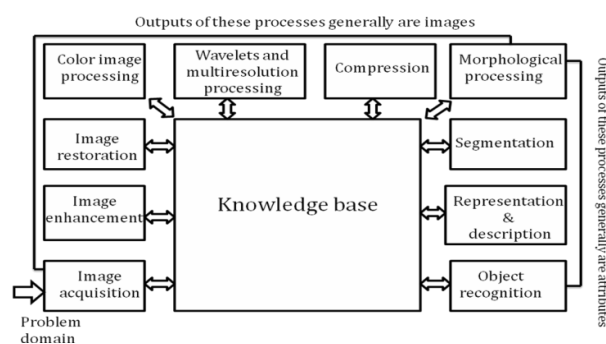 Outputs of these processes generally are images
Color image
processing
Wavelets and
multiresolution
processing
Compression
Morphological
processing
Image
restoration
Segmentation
Image
enhancement
Knowledge base
Representation
&
description
Image
acquisition
Object
recognition
Problem
domain
Outputs of these processes generally are attributes